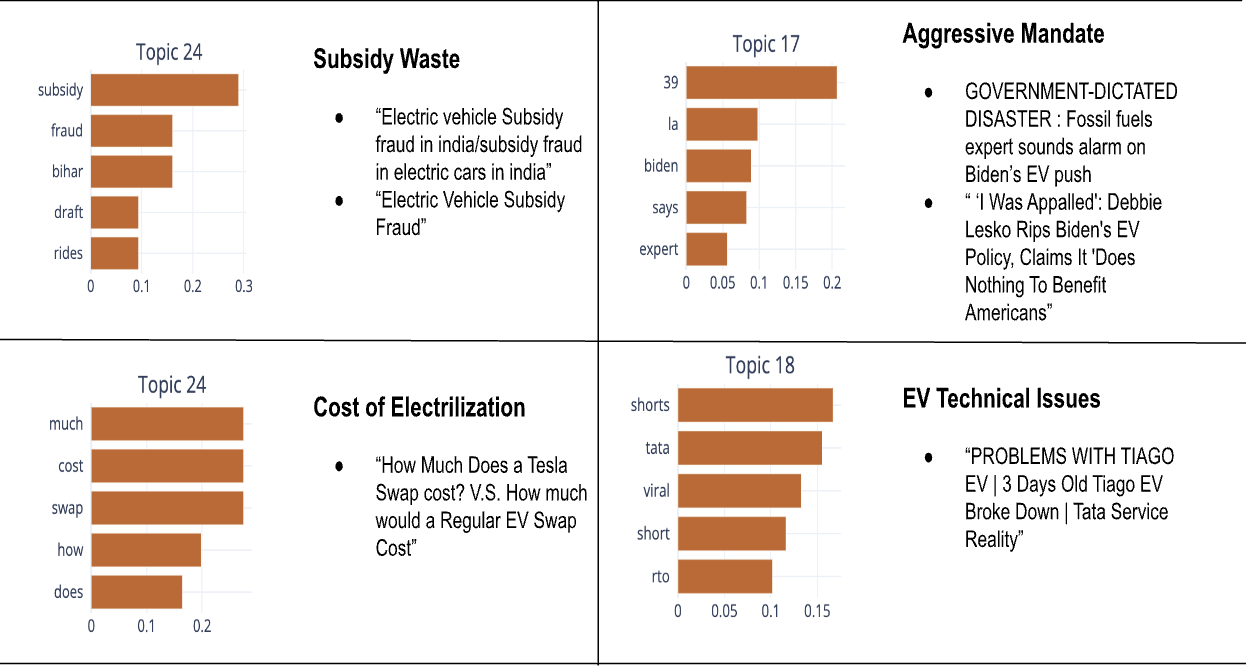 Topic 24
subsidy
fraud
bihar
draft
rides
0 0.1 0.2 0.3
Subsidy Waste
● “Electric vehicle Subsidy
fraud in india/subsidy fraud
in electric cars in india”
● “Electric Vehicle Subsidy
Fraud”
Topic 17
39
la
biden
says
expert
0 0.05 0.1 0.15 0.2
Aggressive Mandate
● GOVERNMENT-DICTATED
DISASTER : Fossil fuels
expert sounds alarm on
Biden’s EV push
● “ ‘I Was Appalled': Debbie
Lesko Rips Biden's EV
Policy, Claims It 'Does
Nothing To Benefit
Americans”
Topic 24
much
cost
swap
how
does
0 0.1 0.2
Cost of Electrilization
● “How Much Does a Tesla
Swap cost? V.S. How much
would a Regular EV Swap
Cost”
Topic 18
shorts
tata
viral
short
rto
0 0.05 0.1 0.15
EV Technical Issues
● “PROBLEMS WITH TIAGO
EV | 3 Days Old Tiago EV
Broke Down | Tata Service
Reality”